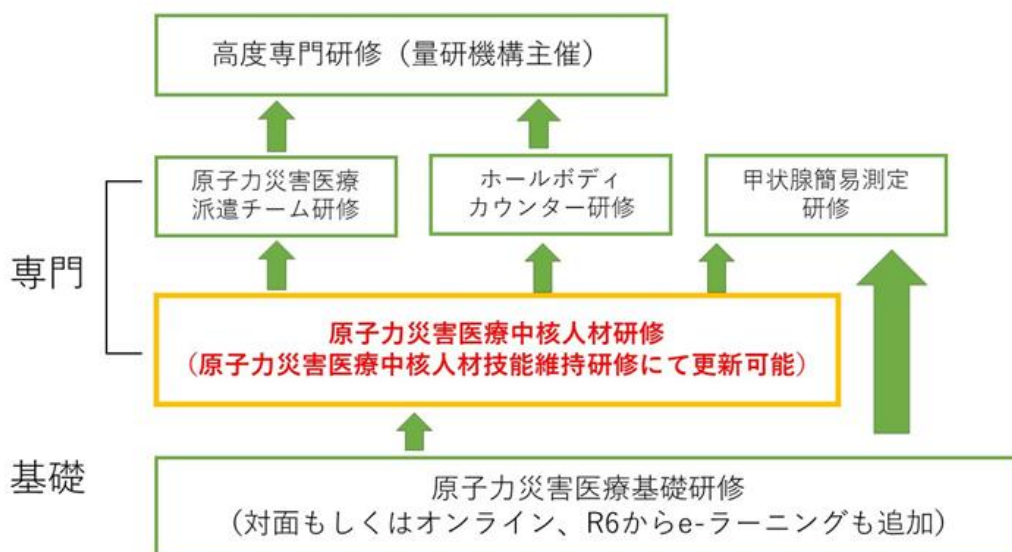 高度専門研修（量研機構主催）
原子力災害医療
派遣チーム研修
ホールボディ
カウンター研修
甲状腺簡易測定
研修
専門
原子力災害医療中核人材研修
（原子力災害医療中核人材技能維持研修にて更新可能）
基礎
原子力災害医療基礎研修
（対面もしくはオンライン、R6からe-ラーニングも追加）